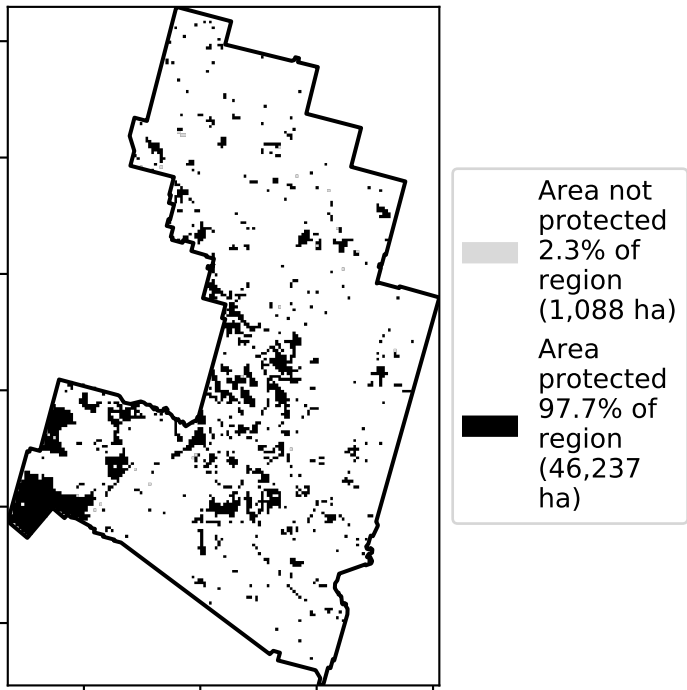 Area not
protected
2.3% of
region
(1,088 ha)
Area
protected
97.7% of
region
(46,237
ha)